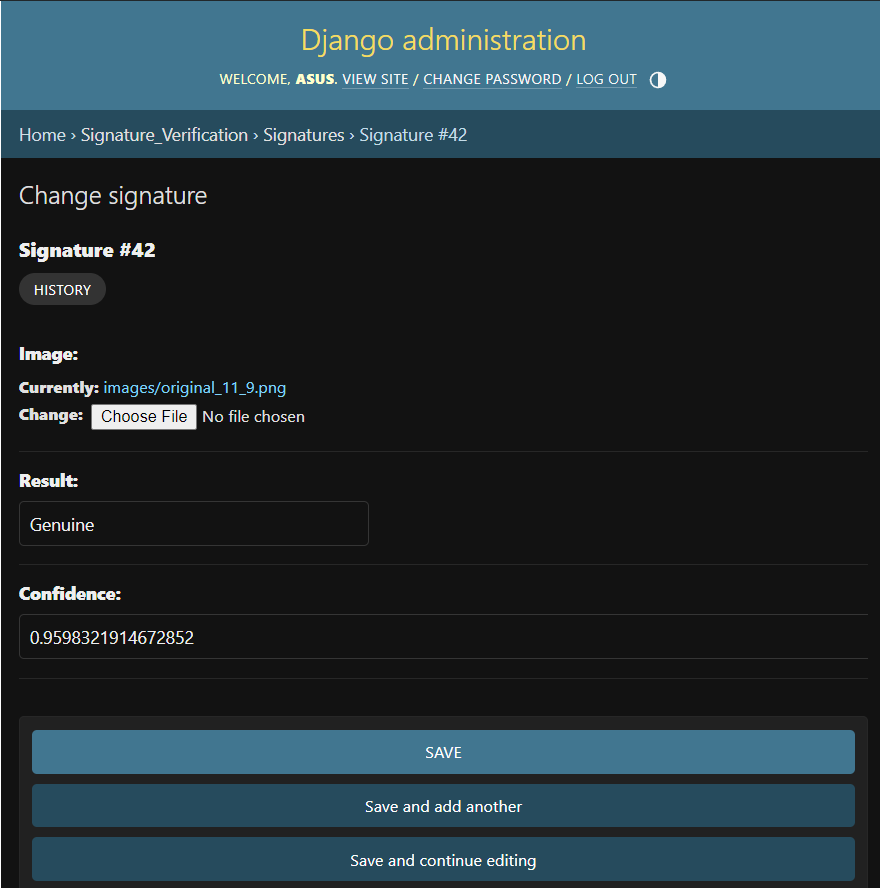 Django administration
WELCOME, ASUS. VIEW SITE / CHANGE PASSWORD / LOG OUT
Home › Signature_Verification › Signatures › Signature #42
Change signature
Signature #42
HISTORY
Image:
Currently: images/original_11_9.png
Change: Choose File No file chosen
Result:
Genuine
Confidence:
0.9598321914672852
SAVE
Save and add another
Save and continue editing